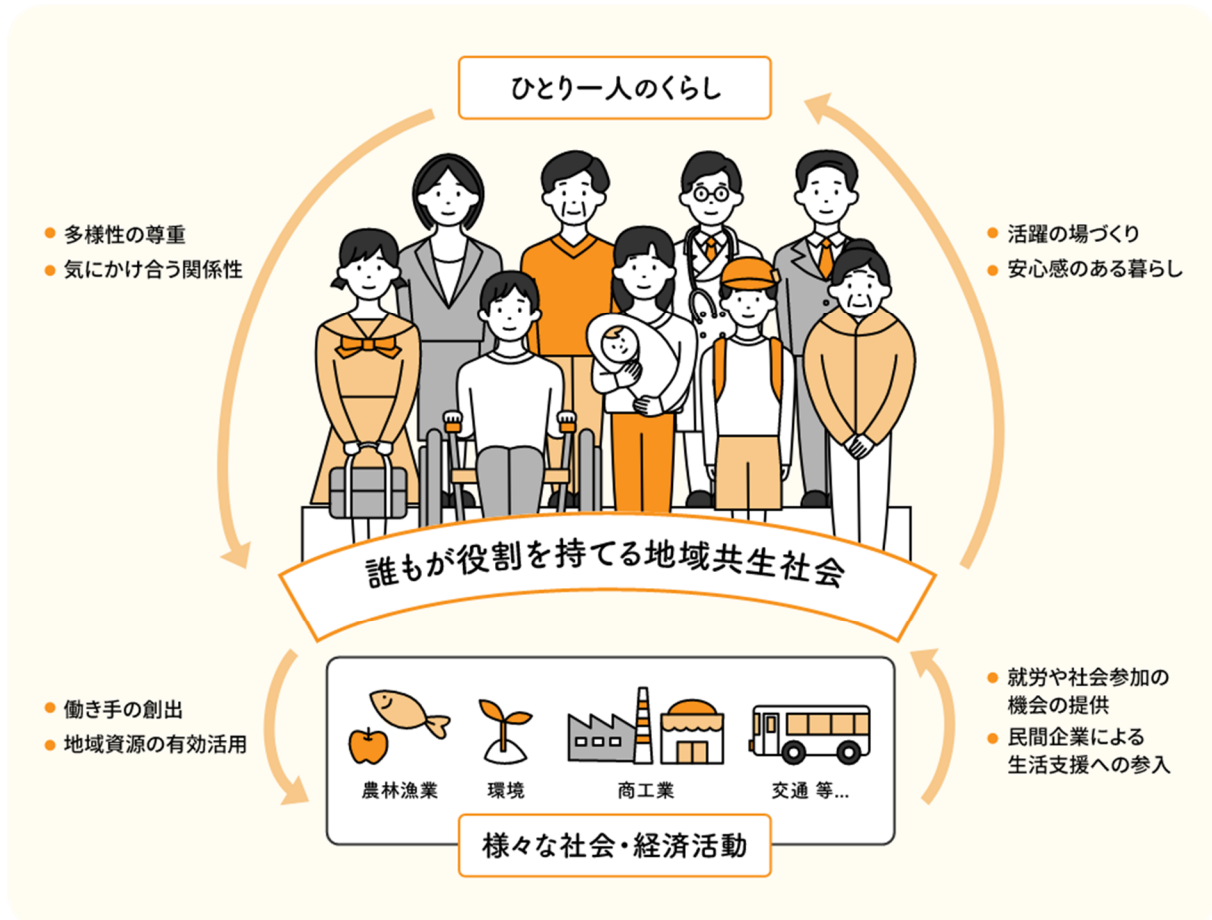 ひとり一人のくらし
多様性の尊重
気にかけ合う関係性
活躍の場づくり
安心感のある暮らし
誰もが役割を持てる地域共生社会
働き手の創出
地域資源の有効活用
就労や社会参加の
機会の提供
民間企業による
生活支援への参入
農林漁業
環境
商工業
交通 等...
様々な社会・経済活動